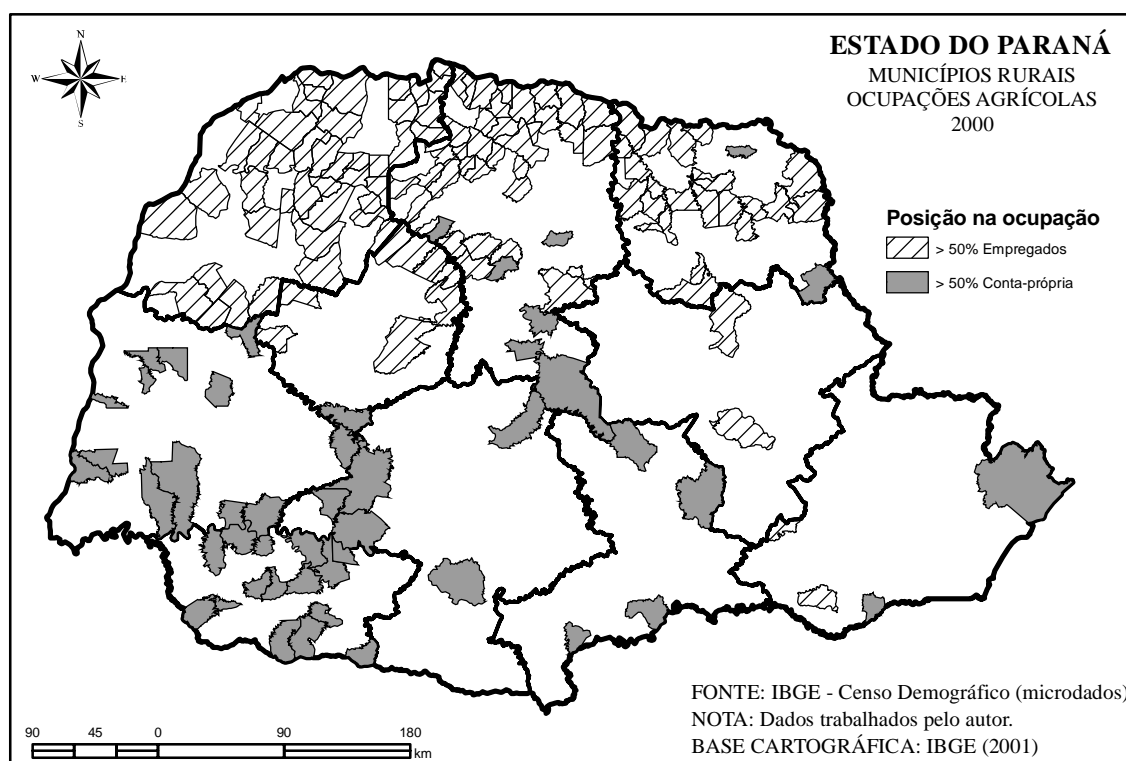 N
W
E
S
ESTADO DO PARANÁ
MUNICÍPIOS RURAIS
OCUPAÇÕES AGRÍCOLAS
2000
Posição na ocupação
> 50% Empregados
> 50% Conta-própria
FONTE: IBGE - Censo Demográfico (microdados)
NOTA: Dados trabalhados pelo autor.
BASE CARTOGRÁFICA: IBGE (2001)
90 45 0 90 180
km